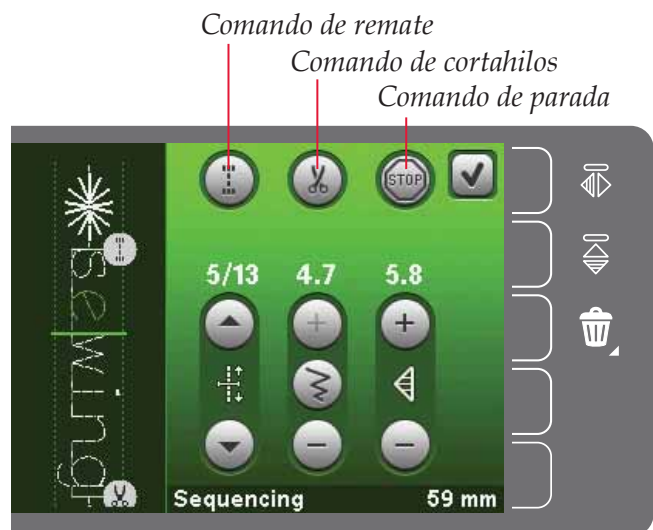 Comando de remate
Comando de cortahilos
Comando de parada
STOP
5/13 4.7 5.8
sewing
Sequencing 59 mm